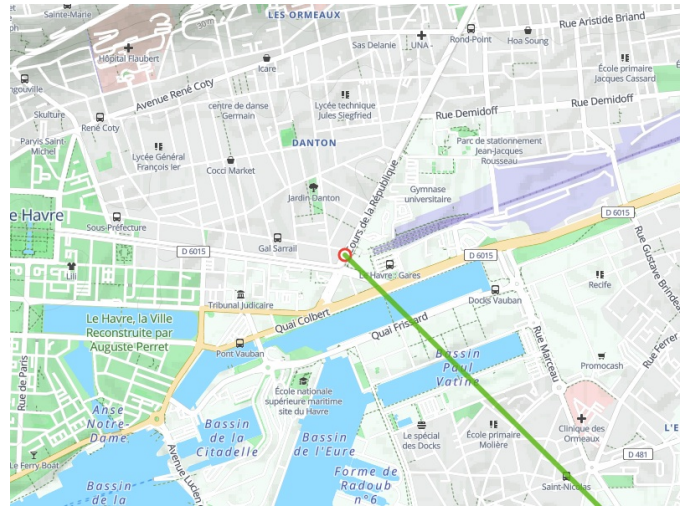 Sainte-Marie
LES ORMEAUX
Rue Aristide Briand
Sas Delanie
UNA -
Rond-Point
Hoa Soung
Hôpital Flaubert
Icare
École primaire
Jacques Cassard
Avenue René Coty
centre de danse
Germain
Lycée technique
Jules Siegfried
Rue Demidoff
Rue Demidoff
Skulture
René Coty
Parvis Saint-
Michel
DANTON
Parc de stationnement
Jean-Jacques
Rousseau
Lycée Général
François Ier
Cocci Market
Jardin Danton
Gymnase
universitaire
Cours de la République
e Havre
Sous-Préfecture
D 6015
D 6015
Gal Sarrail
D 6015
Le Havre : Gares
Rue Gustave Brindeau
Lili
Recife
Tribunal Judiciaire
Docks Vauban
Le Havre, la Ville
Reconstruite par
Auguste Perret
Quai Colbert
Quai Frissard
Pont Vauban
Rue Marceau
Rue Ferrer
Rue de Paris
Bassin
Paul
Vatine
Promocash
École nationale
supérieure maritime
site du Havre
Anse
Notre-
Dame
Bassin
de la
Citadelle
Bassin
de l'Eure
Le spécial
des Docks
École primaire
Molière
Clinique des
Ormeaux
L'E
Le Ferry Boat
Avenue Lucien
D 481
Forme de
Radoub
n°6
Saint-Nicolas
Bassin
de la